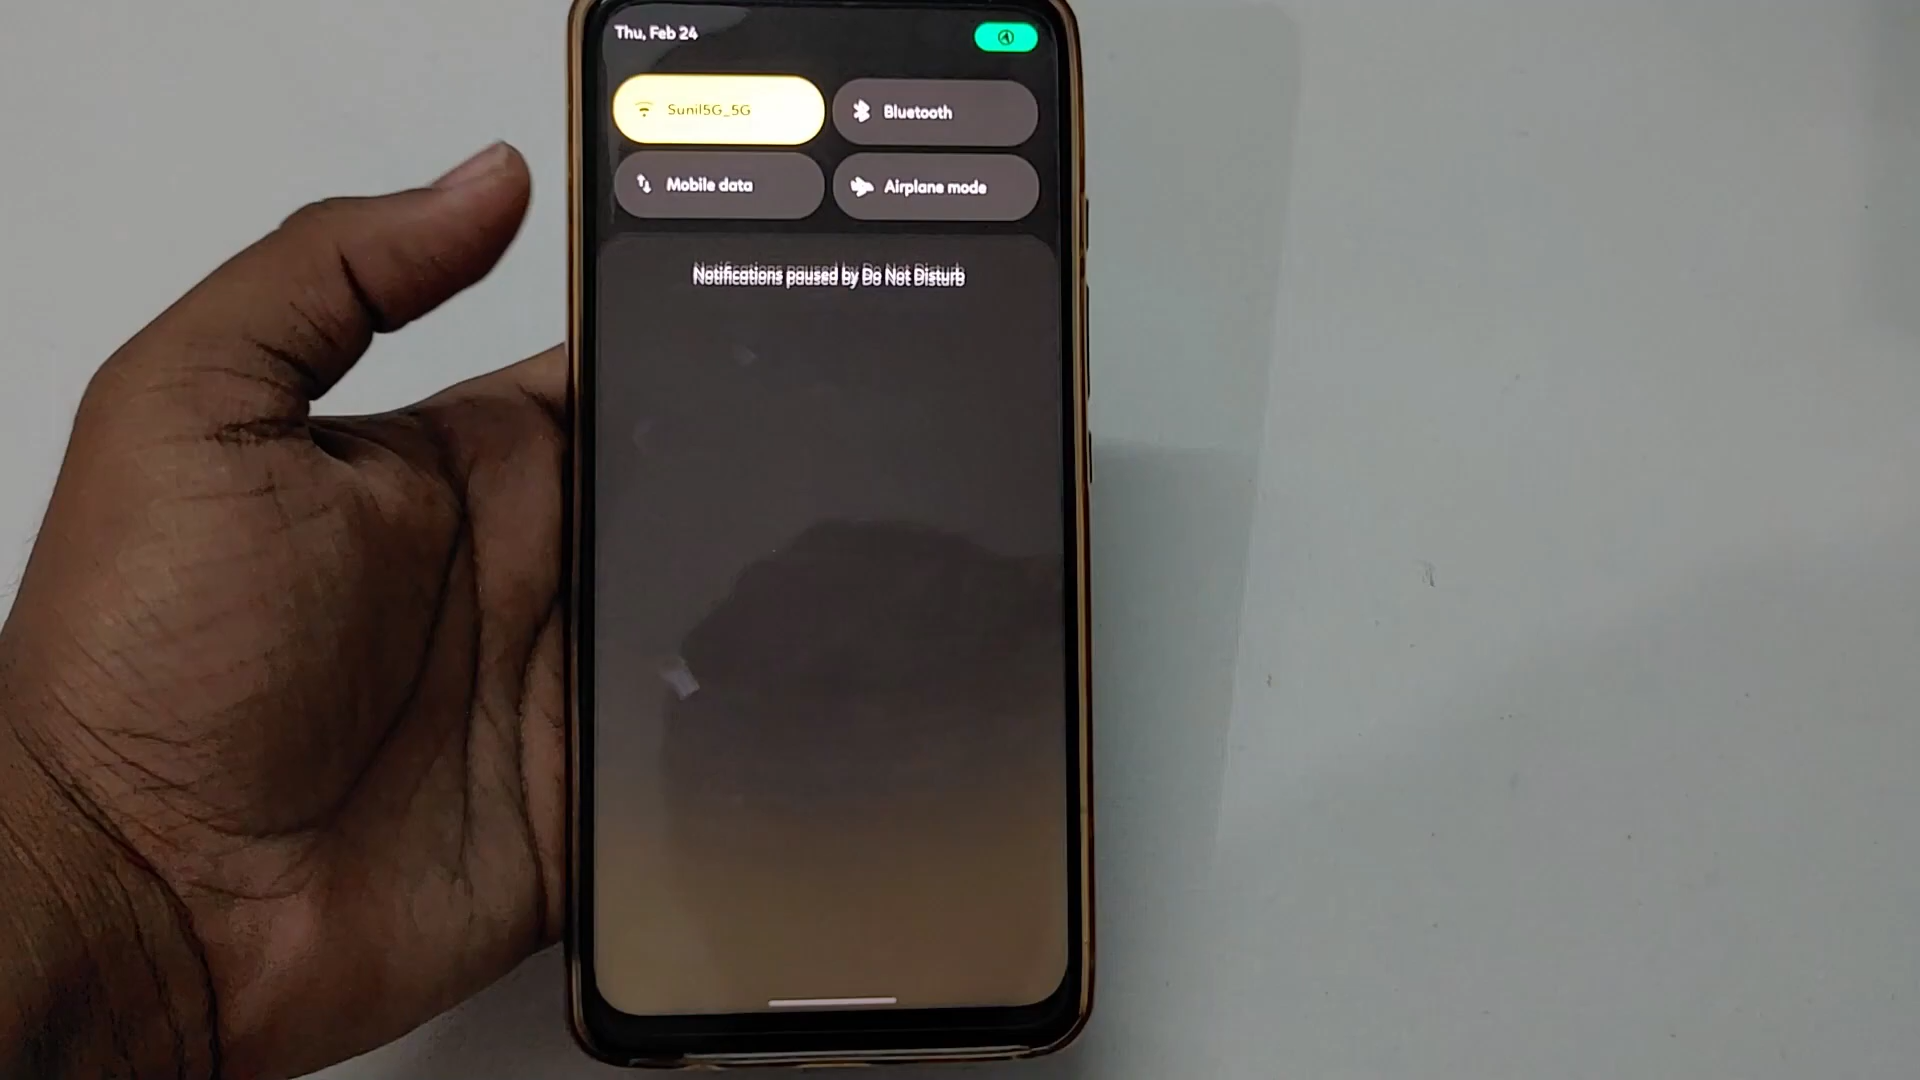 Thu, Feb 24
Sunil5G_5G
Bluetooth
Mobile data
Airplane mode
Notifications paused by Do Not Disturb